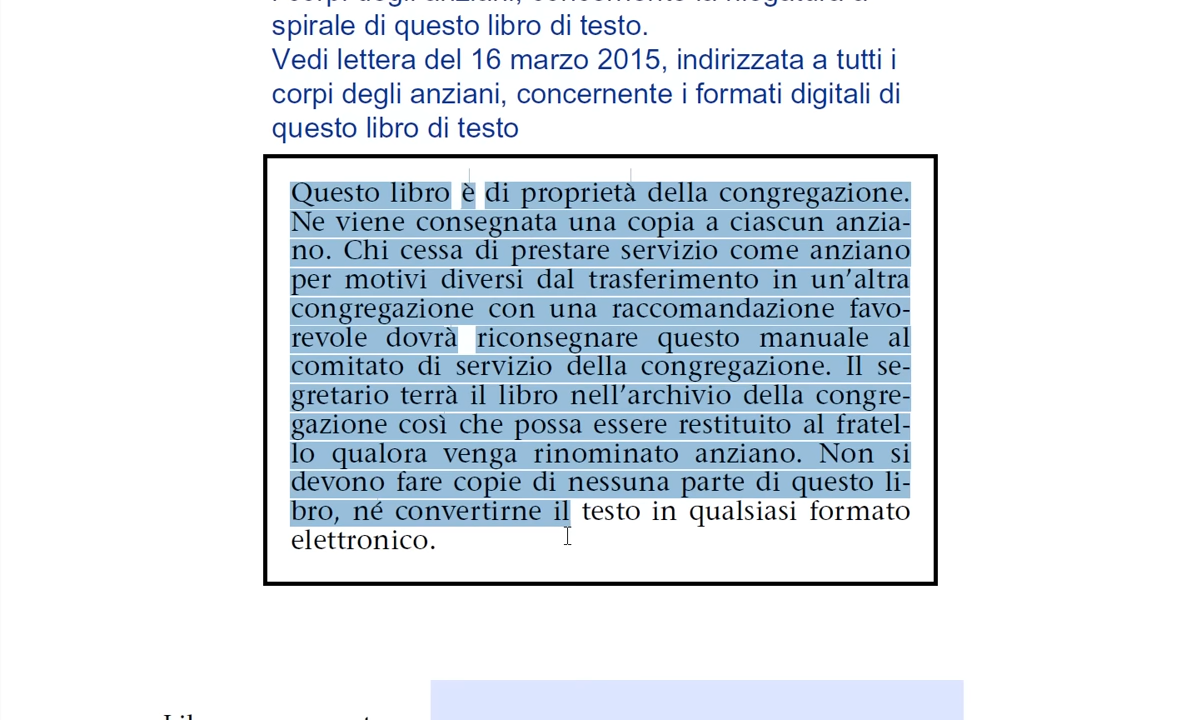 spirale di questo libro di testo.
Vedi lettera del 16 marzo 2015, indirizzata a tutti i
corpi degli anziani, concernente i formati digitali di
questo libro di testo
Questo libro è di proprietà della congregazione.
Ne viene consegnata una copia a ciascun anzia-
no. Chi cessa di prestare servizio come anziano
per motivi diversi dal trasferimento in un’altra
congregazione con una raccomandazione favo-
revole dovrà riconsegnare questo manuale al
comitato di servizio della congregazione. Il se-
gretario terrà il libro nell’archivio della congre-
gazione così che possa essere restituito al fratel-
lo qualora venga rinominato anziano. Non si
devono fare copie di nessuna parte di questo li-
bro, né convertirne il testo in qualsiasi formato
elettronico.